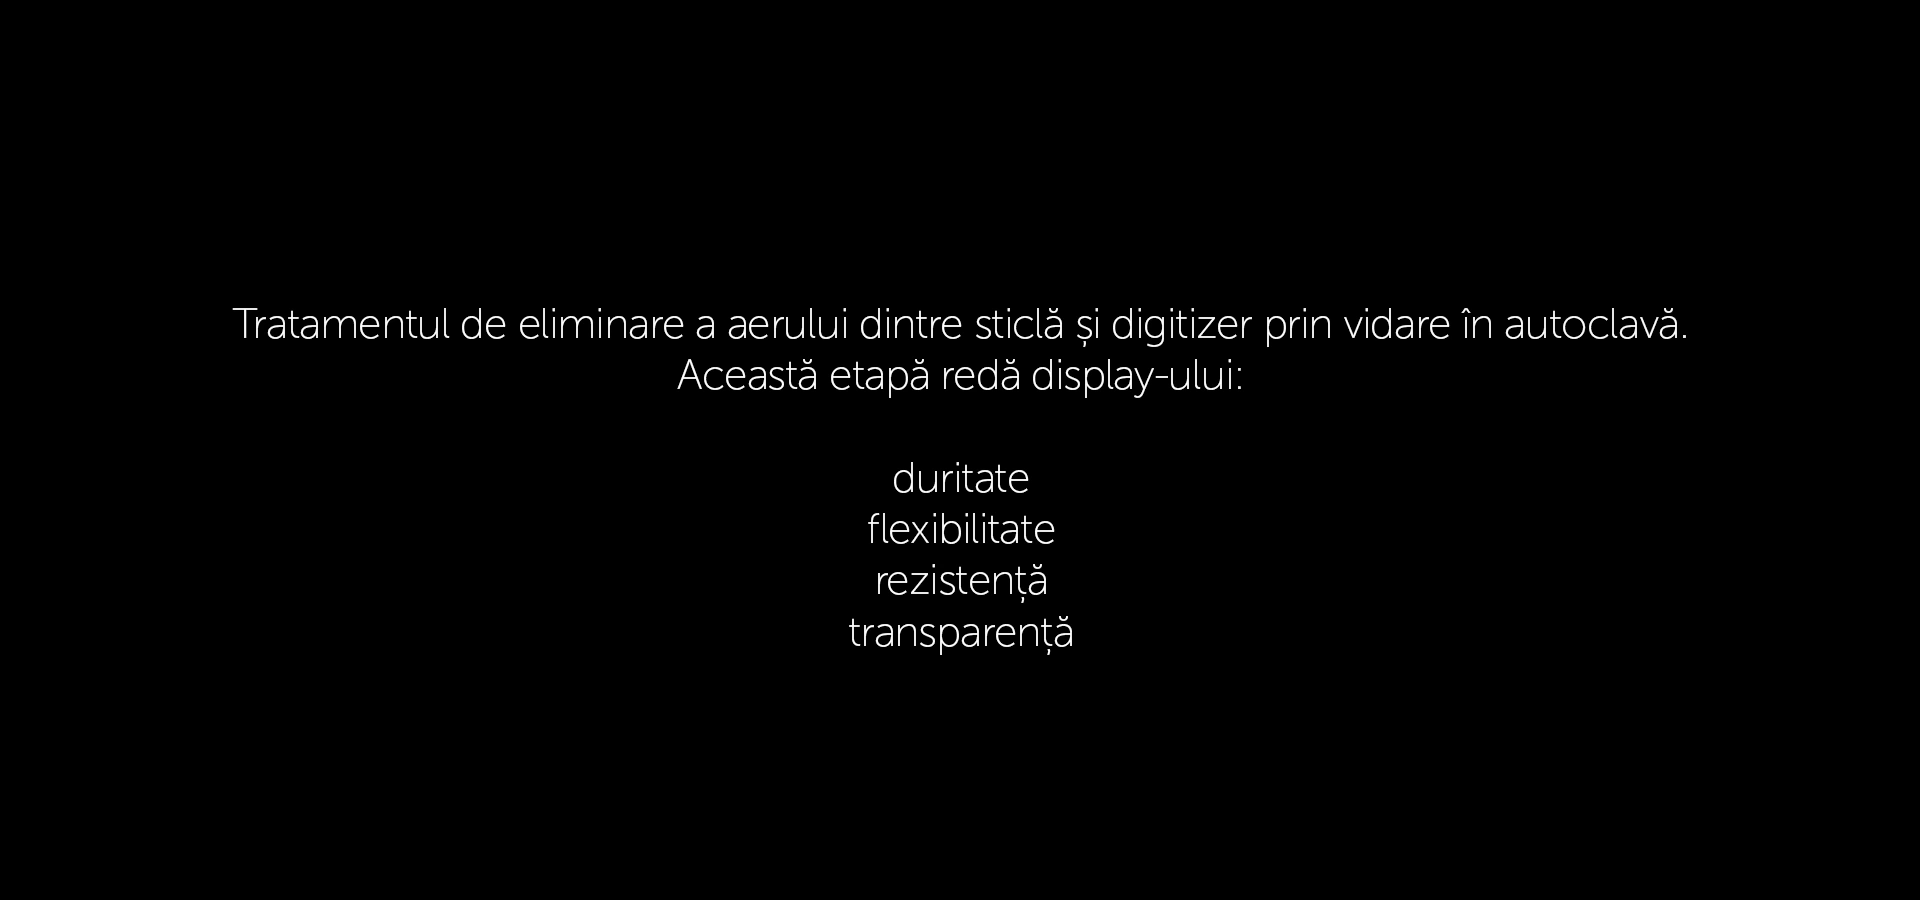 Tratamentul de eliminare a aerului dintre sticlă și digitizer prin vidare în autoclavă.
Această etapă redă display-ului:
duritate
flexibilitate
rezistență
transparență